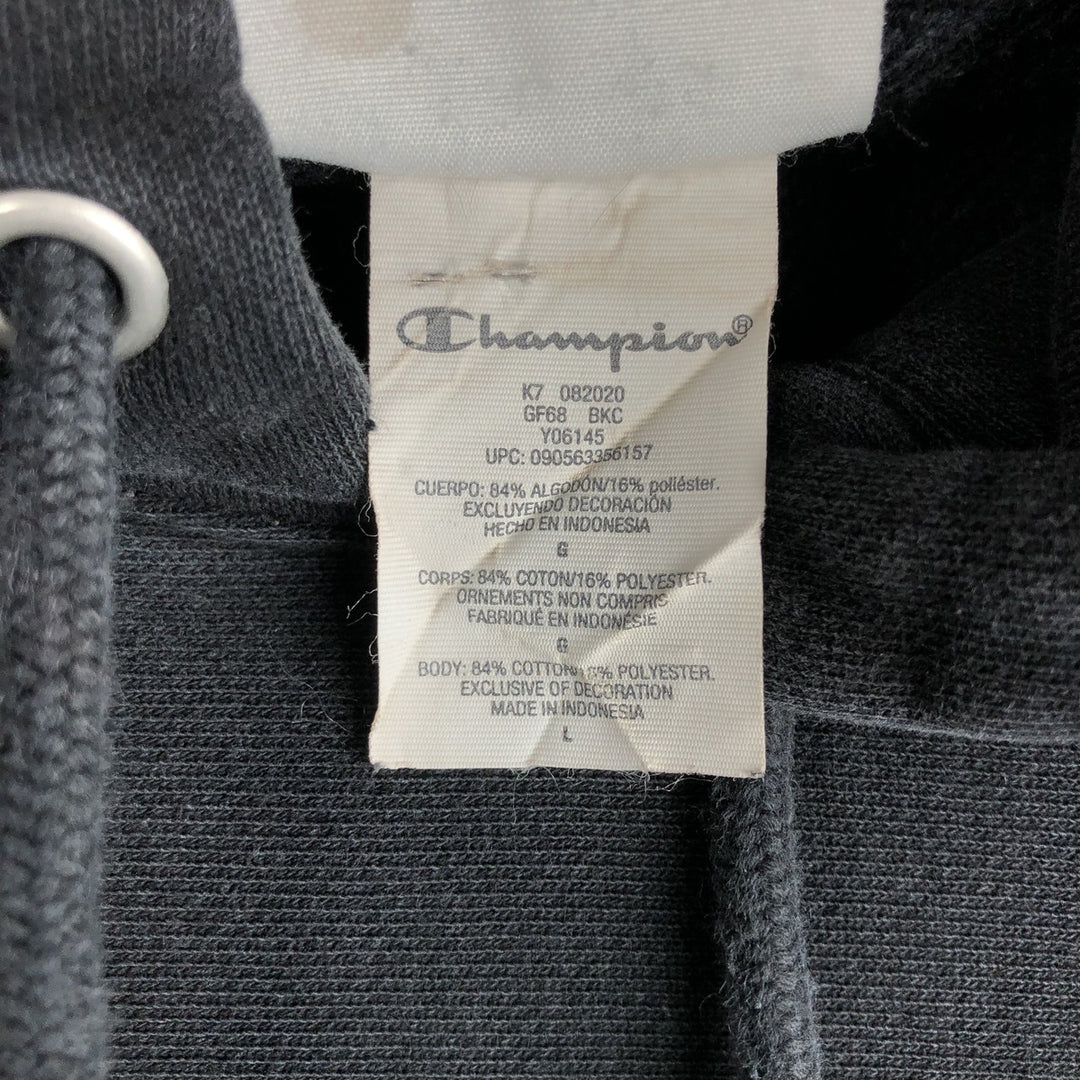 Champion®
K7 082020
GF68 BKC
Y06145
UPC: 090563356157
CUERPO: 84% ALGODÓN/16% poliéster.
EXCLUYENDO DECORACIÓN
HECHO EN INDONESIA
G
CORPS: 84% COTON/16% POLYESTER.
ORNEMENTS NON COMPRIS
FABRIQUÉ EN INDONÉSIE
G
BODY: 84% COTTON/16% POLYESTER.
EXCLUSIVE OF DECORATION
MADE IN INDONESIA
L